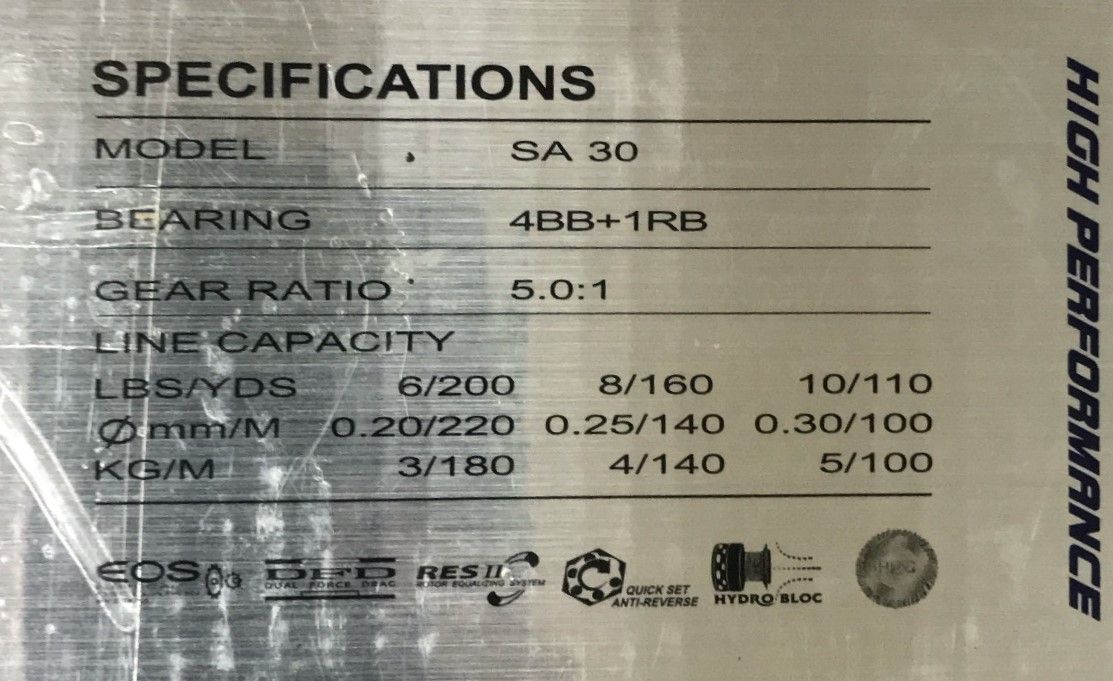 SPECIFICATIONS
MODEL SA 30
BEARING 4BB+1RB
GEAR RATIO 5.0:1
LINE CAPACITY
LBS/YDS 6/200 8/160 10/110
Ø mm/M 0.20/220 0.25/140 0.30/100
KG/M 3/180 4/140 5/100
EOS
DFD
DUAL FORCE DRAG
RES II
ROTOR EQUALIZING SYSTEM
QUICK SET
ANTI-REVERSE
HYDRO BLOC
HIGH PERFORMANCE